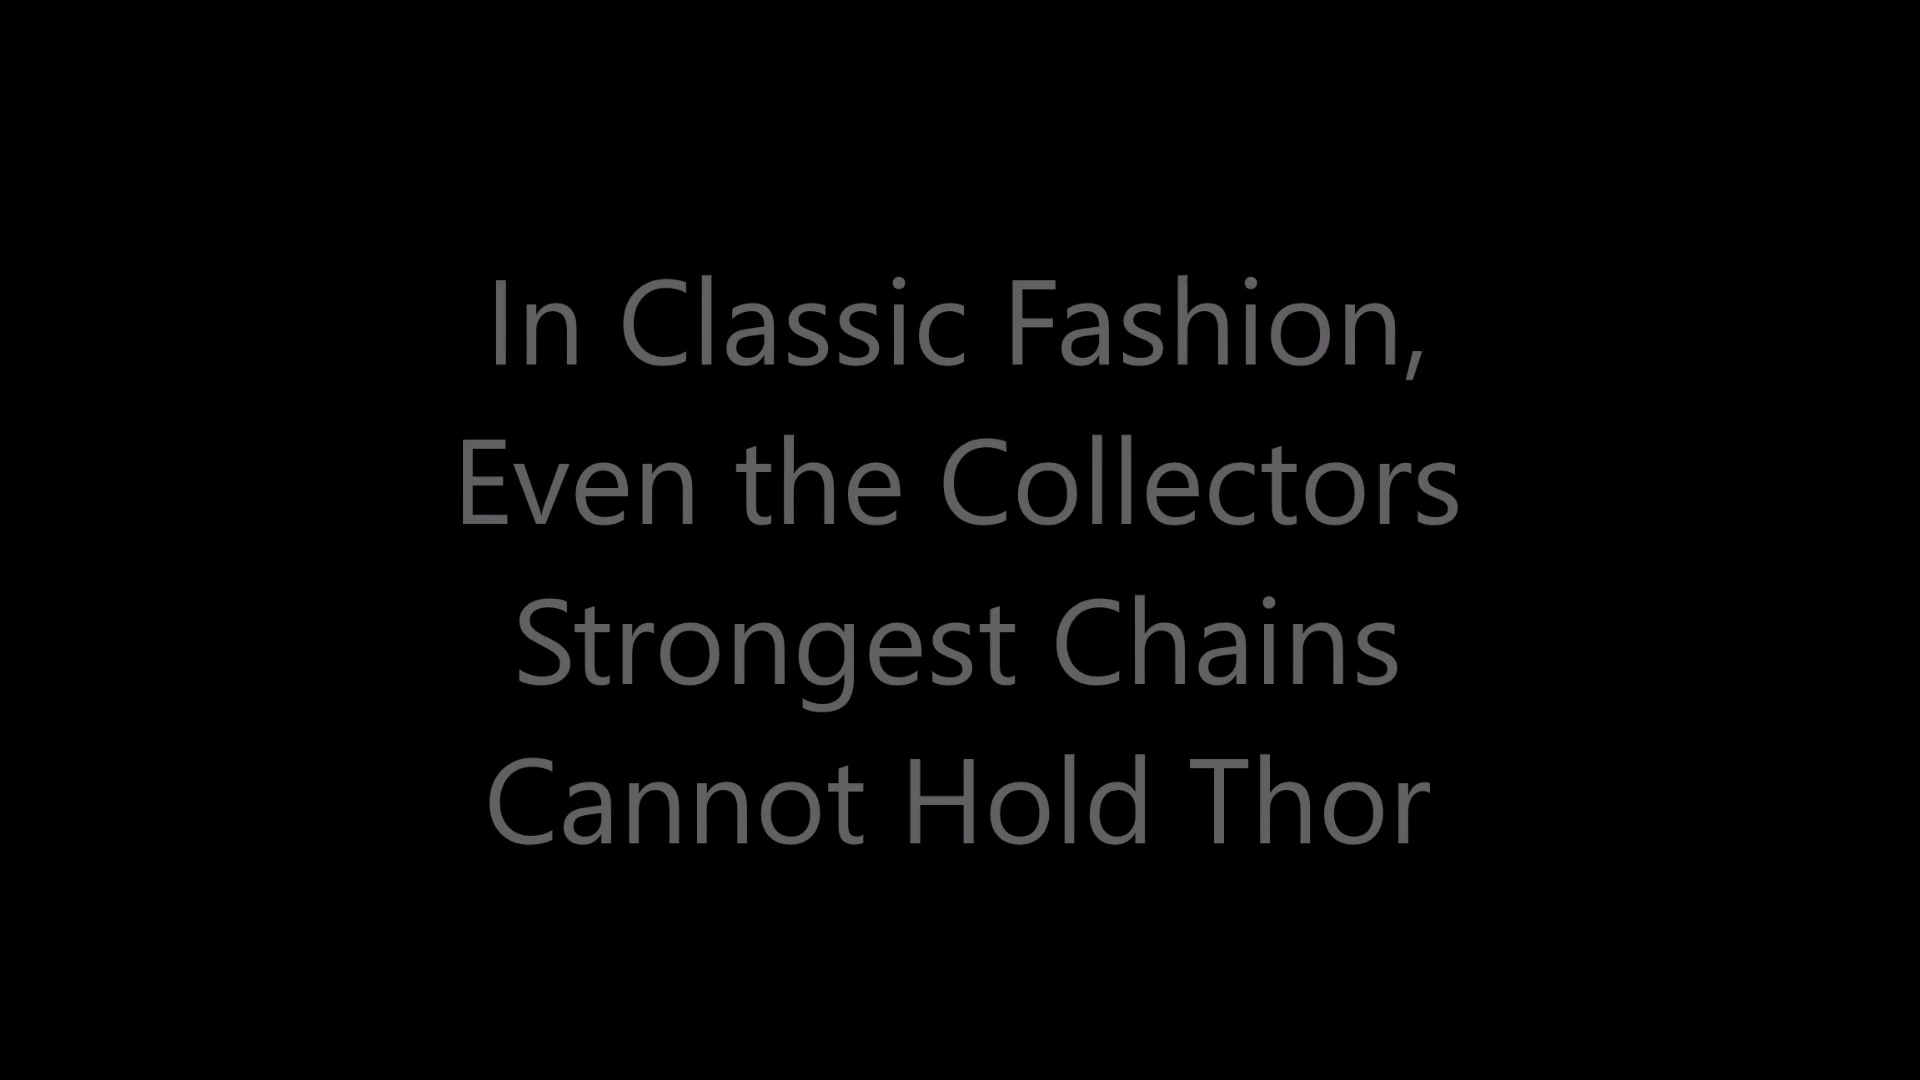 In Classic Fashion,
Even the Collectors
Strongest Chains
Cannot Hold Thor